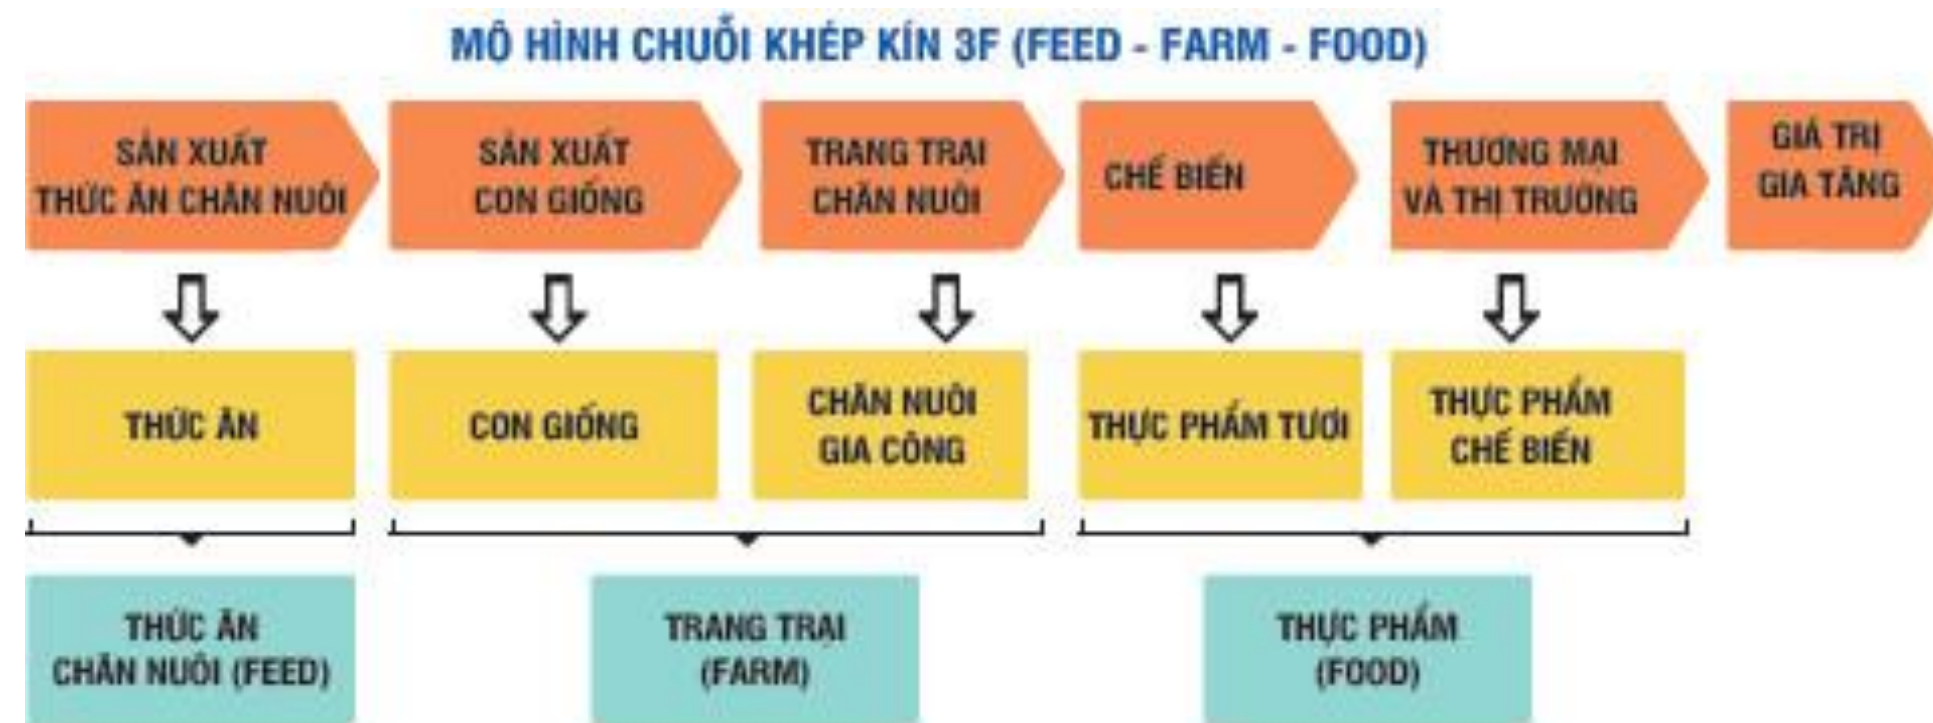 MÔ HÌNH CHUỖI KHÉP KÍN 3F (FEED - FARM - FOOD)
SẢN XUẤT
THỨC ĂN CHĂN NUÔI
SẢN XUẤT
CON GIỐNG
TRANG TRẠI
CHĂN NUÔI
CHẾ BIẾN
THƯƠNG MẠI
VÀ THỊ TRƯỜNG
GIÁ TRỊ
GIA TĂNG
THỨC ĂN
CON GIỐNG
CHĂN NUÔI
GIA CÔNG
THỰC PHẨM TƯƠI
THỰC PHẨM
CHẾ BIẾN
THỨC ĂN
CHĂN NUÔI (FEED)
TRANG TRẠI
(FARM)
THỰC PHẨM
(FOOD)